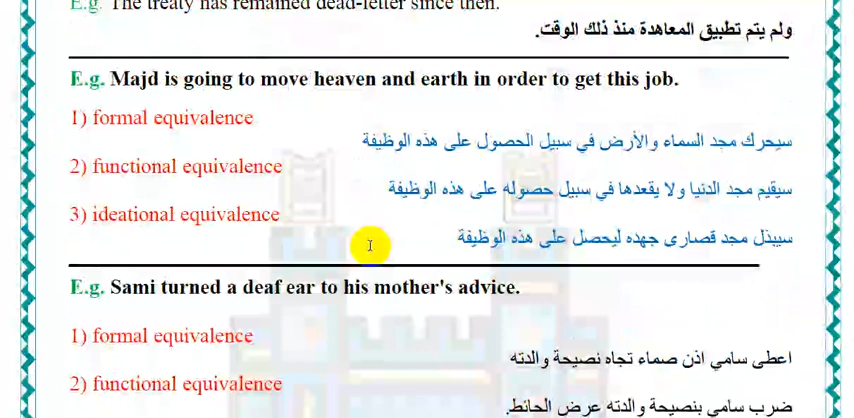 E.g. The treaty has remained dead-letter since then.
ولم يتم تطبيق المعاهدة منذ ذلك الوقت.
E.g. Majd is going to move heaven and earth in order to get this job.
1) formal equivalence
سيحرك مجد السماء والأرض في سبيل الحصول على هذه الوظيفة
2) functional equivalence
سيقيم مجد الدنيا ولا يقعدها في سبيل حصوله على هذه الوظيفة
3) ideational equivalence
سيبذل مجد قصارى جهده ليحصل على هذه الوظيفة
E.g. Sami turned a deaf ear to his mother's advice.
1) formal equivalence
اعطى سامي اذن صماء تجاه نصيحة والدته
2) functional equivalence
ضرب سامي بنصيحة والدته عرض الحائط.